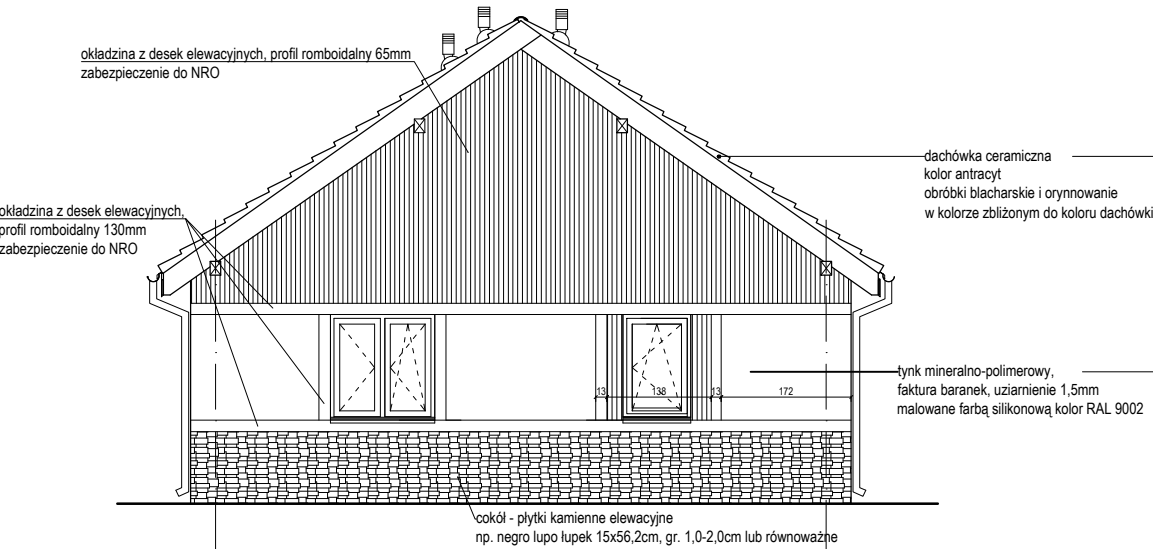 okładzina z desek elewacyjnych, profil romboidalny 65mm
zabezpieczenie do NRO
dachówka ceramiczna
kolor antracyt
obróbki blacharskie i orynnowanie
w kolorze zbliżonym do koloru dachówki
okładzina z desek elewacyjnych,
profil romboidalny 130mm
zabezpieczenie do NRO
tynk mineralno-polimerowy,
faktura baranek, uziarnienie 1,5mm
malowane farbą silikonową kolor RAL 9002
13 138 13 172
cokół - płytki kamienne elewacyjne
np. negro lupo łupek 15x56,2cm, gr. 1,0-2,0cm lub równoważne